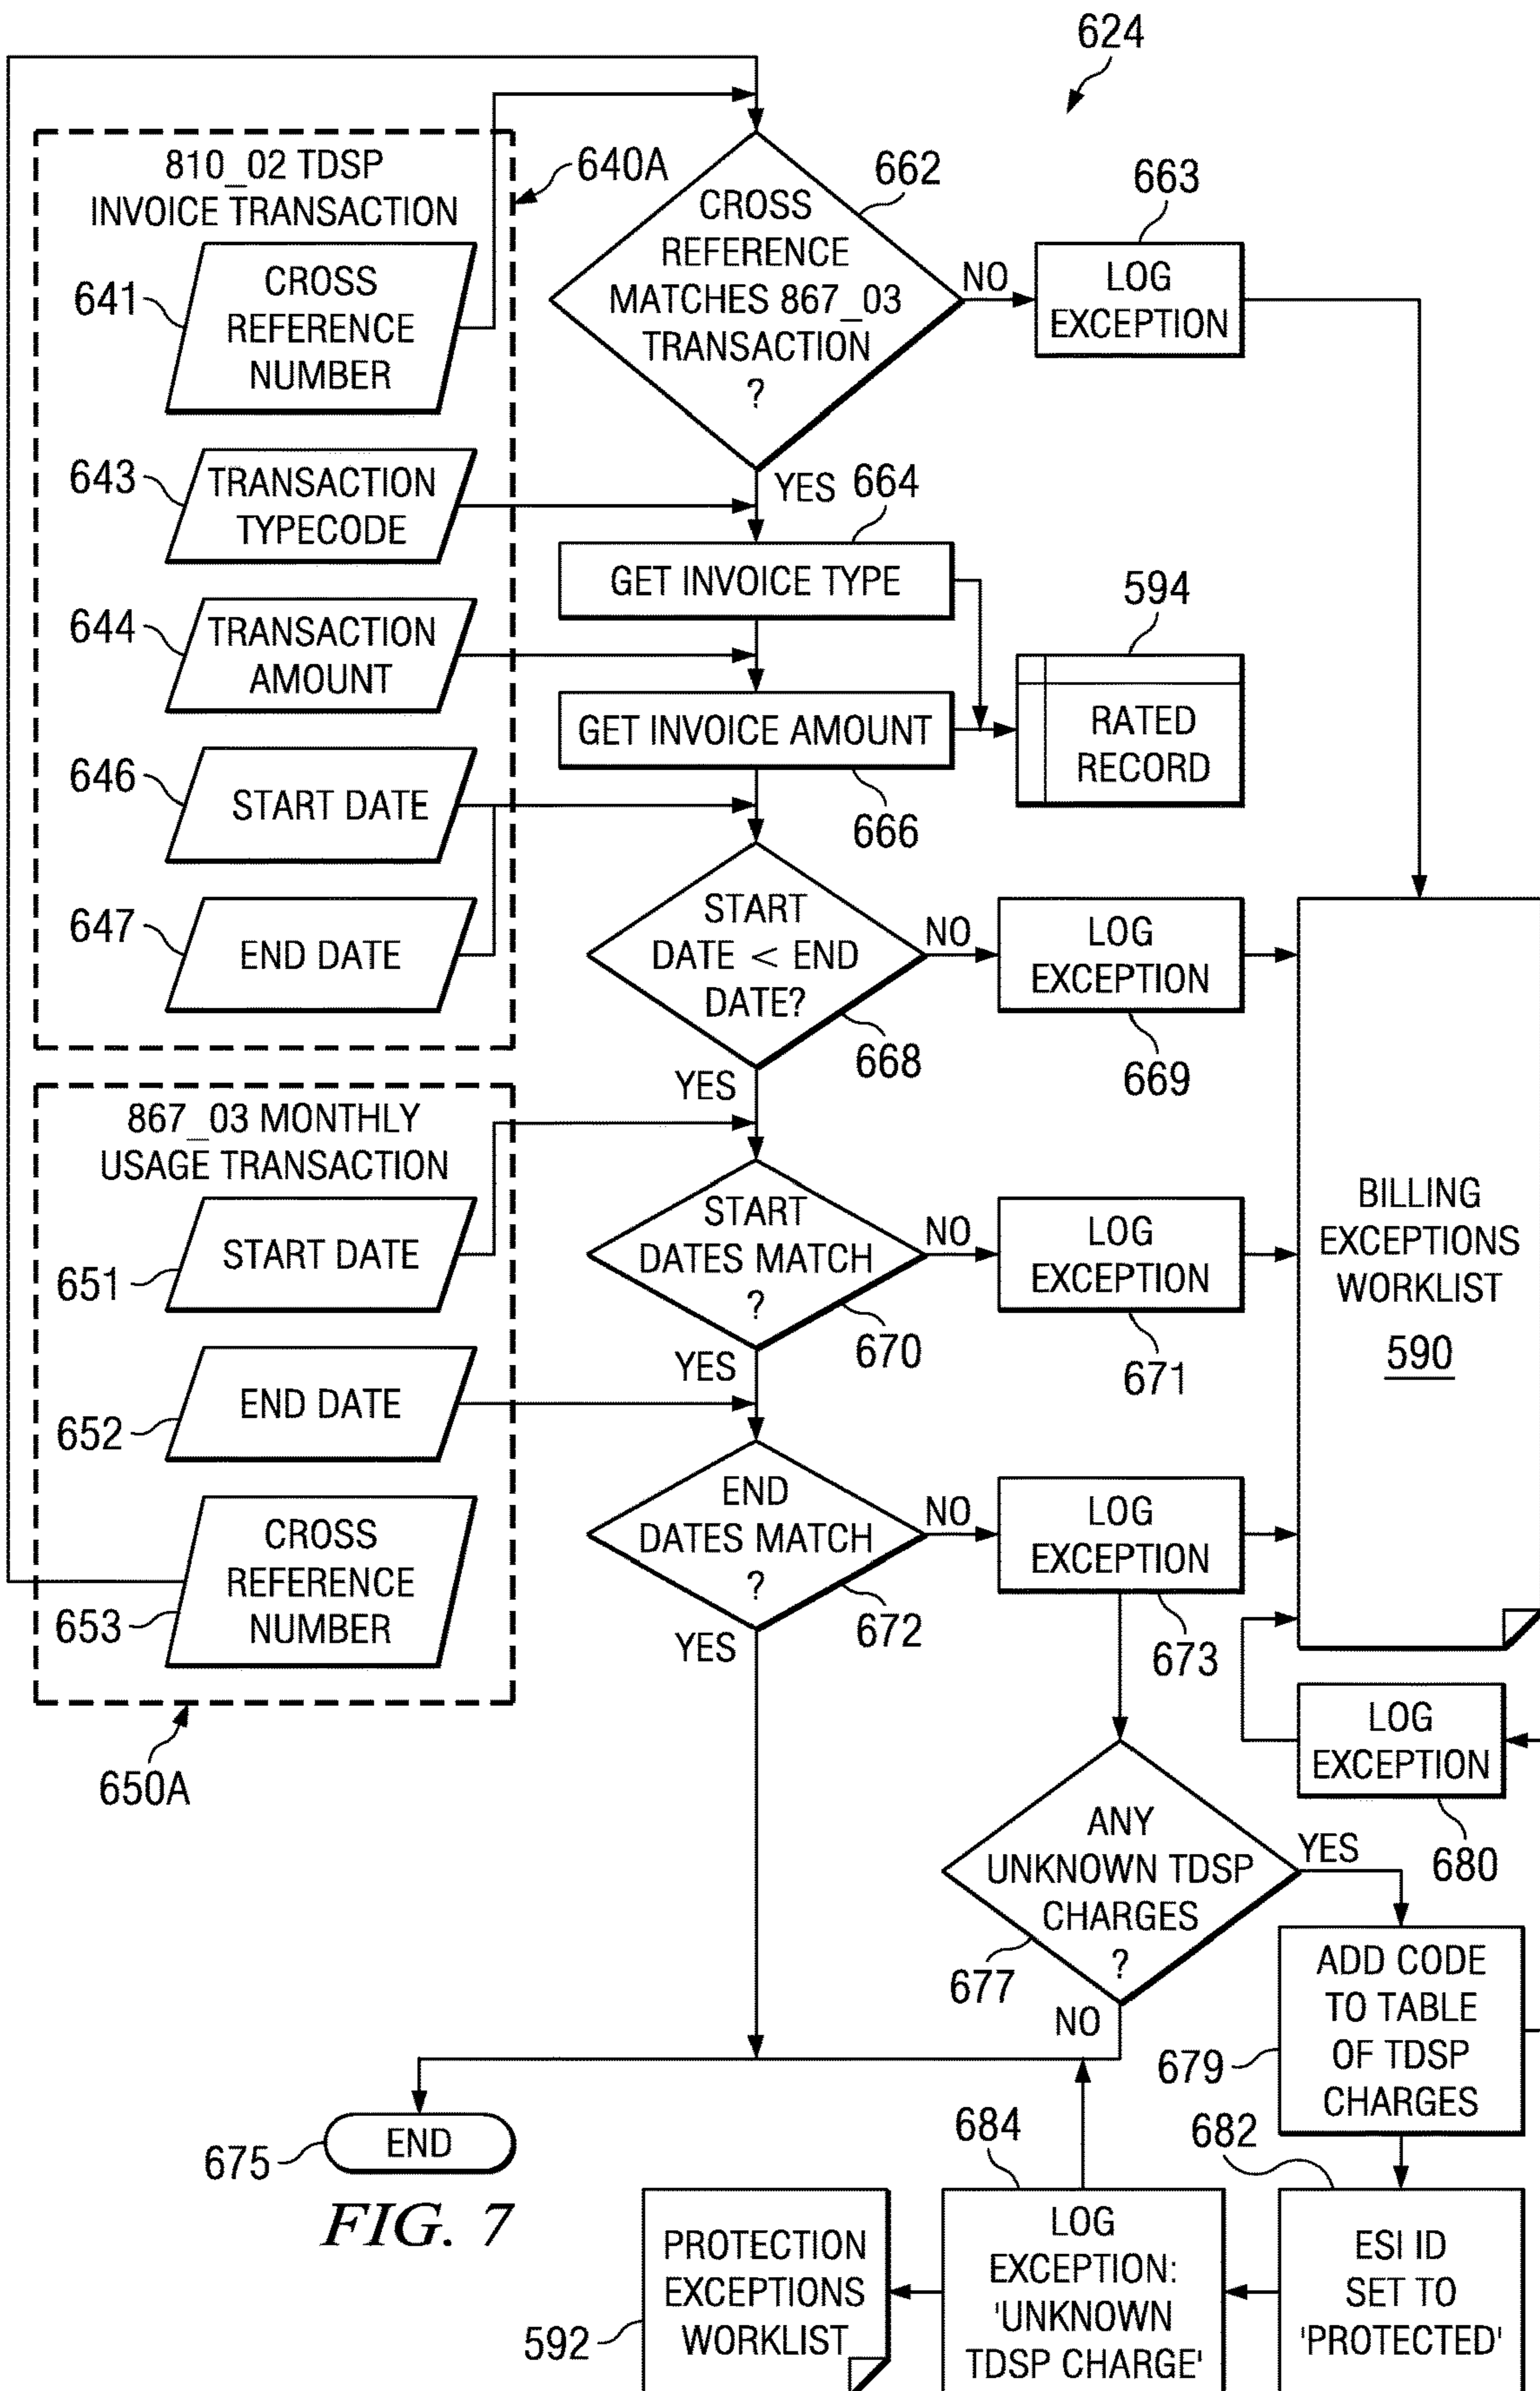 624
810_02 TDSP
INVOICE TRANSACTION
640A
CROSS
REFERENCE
NUMBER
641
CROSS
REFERENCE
MATCHES 867_03
TRANSACTION
?
662
NO
663
LOG
EXCEPTION
YES
643
TRANSACTION
TYPECODE
664
GET INVOICE TYPE
644
TRANSACTION
AMOUNT
GET INVOICE AMOUNT
666
594
RATED
RECORD
646
START DATE
647
END DATE
START
DATE < END
DATE?
668
NO
LOG
EXCEPTION
669
YES
867_03 MONTHLY
USAGE TRANSACTION
651
START DATE
START
DATES MATCH
?
670
NO
LOG
EXCEPTION
671
YES
BILLING
EXCEPTIONS
WORKLIST
590
652
END DATE
END
DATES MATCH
?
672
NO
LOG
EXCEPTION
673
YES
653
CROSS
REFERENCE
NUMBER
650A
LOG
EXCEPTION
680
ANY
UNKNOWN TDSP
CHARGES
?
677
YES
NO
679
ADD CODE
TO TABLE
OF TDSP
CHARGES
675
END
682
ESI ID
SET TO
'PROTECTED'
684
LOG
EXCEPTION:
'UNKNOWN
TDSP CHARGE'
592
PROTECTION
EXCEPTIONS
WORKLIST
FIG. 7